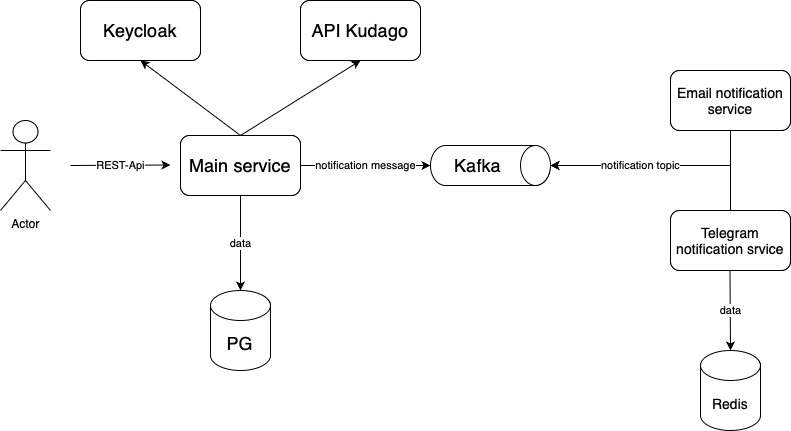 Keycloak
API Kudago
Email notification
service
REST-Api
Main service
notification message
Kafka
notification topic
Actor
data
Telegram
notification srvice
PG
data
Redis